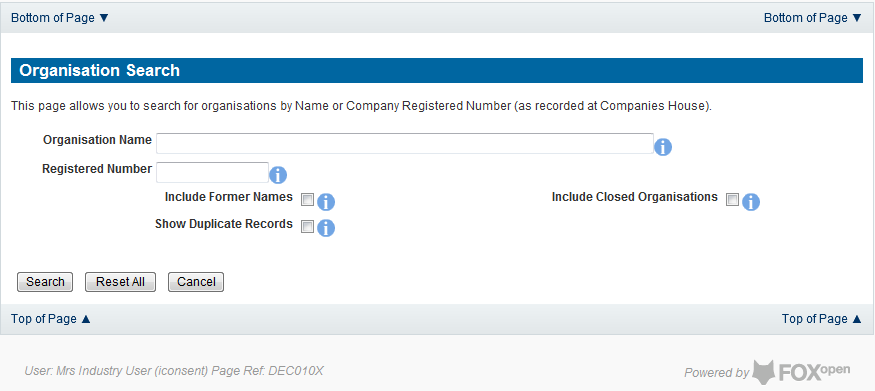 Bottom of Page ▼ Bottom of Page ▼
Organisation Search
This page allows you to search for organisations by Name or Company Registered Number (as recorded at Companies House).
Organisation Name i
Registered Number i
Include Former Names i Include Closed Organisations i
Show Duplicate Records i
Search Reset All Cancel
Top of Page ▲ Top of Page ▲
User: Mrs Industry User (iconsent) Page Ref: DEC010X Powered by FOXopen